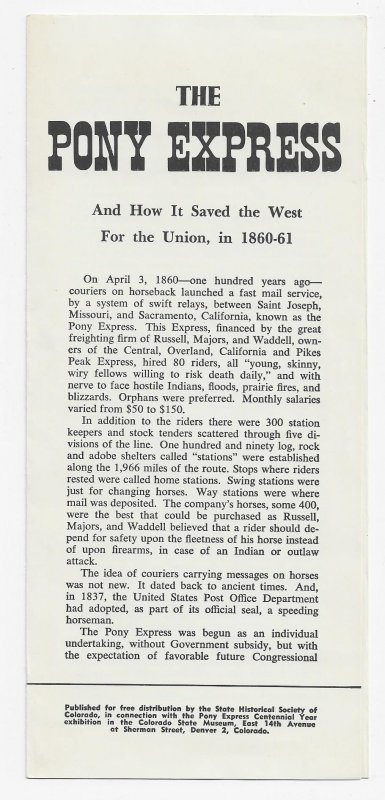 THE
PONY EXPRESS
And How It Saved the West
For the Union, in 1860-61
On April 3, 1860—one hundred years ago—
couriers on horseback launched a fast mail service,
by a system of swift relays, between Saint Joseph,
Missouri, and Sacramento, California, known as the
Pony Express. This Express, financed by the great
freighting firm of Russell, Majors, and Waddell, own-
ers of the Central, Overland, California and Pikes
Peak Express, hired 80 riders, all "young, skinny,
wiry fellows willing to risk death daily," and with
nerve to face hostile Indians, floods, prairie fires, and
blizzards. Orphans were preferred. Monthly salaries
varied from $50 to $150.
In addition to the riders there were 300 station
keepers and stock tenders scattered through five di-
visions of the line. One hundred and ninety log, rock
and adobe shelters called "stations" were established
along the 1,966 miles of the route. Stops where riders
rested were called home stations. Swing stations were
just for changing horses. Way stations were where
mail was deposited. The company's horses, some 400,
were the best that could be purchased as Russell,
Majors, and Waddell believed that a rider should de-
pend for safety upon the fleetness of his horse instead
of upon firearms, in case of an Indian or outlaw
attack.
The idea of couriers carrying messages on horses
was not new. It dated back to ancient times. And,
in 1837, the United States Post Office Department
had adopted, as part of its official seal, a speeding
horseman.
The Pony Express was begun as an individual
undertaking, without Government subsidy, but with
the expectation of favorable future Congressional
Published for free distribution by the State Historical Society of
Colorado, in connection with the Pony Express Centennial Year
exhibition in the Colorado State Museum, East 14th Avenue
at Sherman Street, Denver 2, Colorado.